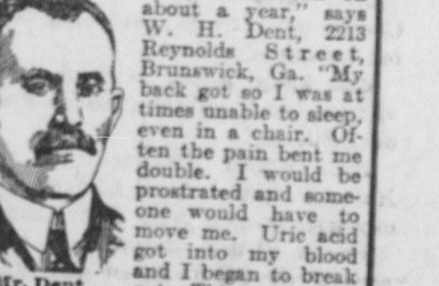 about a year," says
W. H. Dent, 2213
Reynolds Street,
Brunswick, Ga. "My
back got so I was at
times unable to sleep,
even in a chair. Of-
ten the pain bent me
double. I would be
prostrated and some-
one would have to
move me. Uric acid
got into my blood
and I began to break
Mr. Dent